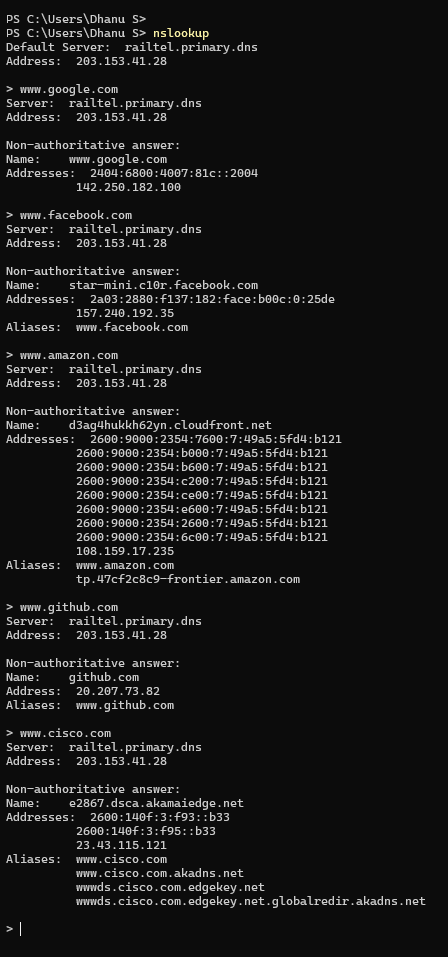 PS C:\Users\Dhanu S>
PS C:\Users\Dhanu S> nslookup
Default Server:  railtel.primary.dns
Address:  203.153.41.28

> www.google.com
Server:  railtel.primary.dns
Address:  203.153.41.28

Non-authoritative answer:
Name:    www.google.com
Addresses:  2404:6800:4007:81c::2004
          142.250.182.100

> www.facebook.com
Server:  railtel.primary.dns
Address:  203.153.41.28

Non-authoritative answer:
Name:    star-mini.c10r.facebook.com
Addresses:  2a03:2880:f137:182:face:b00c:0:25de
          157.240.192.35
Aliases:  www.facebook.com

> www.amazon.com
Server:  railtel.primary.dns
Address:  203.153.41.28

Non-authoritative answer:
Name:    d3ag4hukkh62yn.cloudfront.net
Addresses:  2600:9000:2354:7600:7:49a5:5fd4:b121
          2600:9000:2354:b000:7:49a5:5fd4:b121
          2600:9000:2354:b600:7:49a5:5fd4:b121
          2600:9000:2354:c200:7:49a5:5fd4:b121
          2600:9000:2354:ce00:7:49a5:5fd4:b121
          2600:9000:2354:e600:7:49a5:5fd4:b121
          2600:9000:2354:2600:7:49a5:5fd4:b121
          2600:9000:2354:6c00:7:49a5:5fd4:b121
          108.159.17.235
Aliases:  www.amazon.com
          tp.47cf2c8c9-frontier.amazon.com

> www.github.com
Server:  railtel.primary.dns
Address:  203.153.41.28

Non-authoritative answer:
Name:    github.com
Address:  20.207.73.82
Aliases:  www.github.com

> www.cisco.com
Server:  railtel.primary.dns
Address:  203.153.41.28

Non-authoritative answer:
Name:    e2867.dsca.akamaiedge.net
Addresses:  2600:140f:3:f93::b33
          2600:140f:3:f95::b33
          23.43.115.121
Aliases:  www.cisco.com
          www.cisco.com.akadns.net
          wwwds.cisco.com.edgekey.net
          wwwds.cisco.com.edgekey.net.globalredir.akadns.net

>